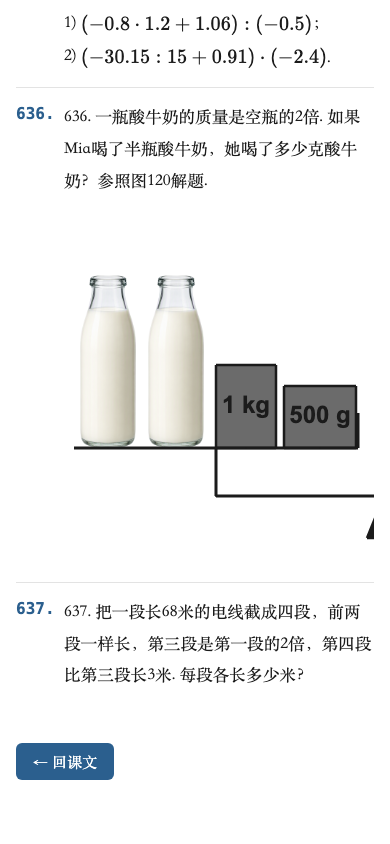 1) (−0.8 · 1.2 + 1.06) : (−0.5);
2) (−30.15 : 15 + 0.91) · (−2.4).
636. 636. 一瓶酸牛奶的质量是空瓶的2倍. 如果
Mia喝了半瓶酸牛奶，她喝了多少克酸牛
奶？参照图120解题.
1 kg
500 g
637. 637. 把一段长68米的电线截成四段，前两
段一样长，第三段是第一段的2倍，第四段
比第三段长3米. 每段各长多少米?
← 回课文